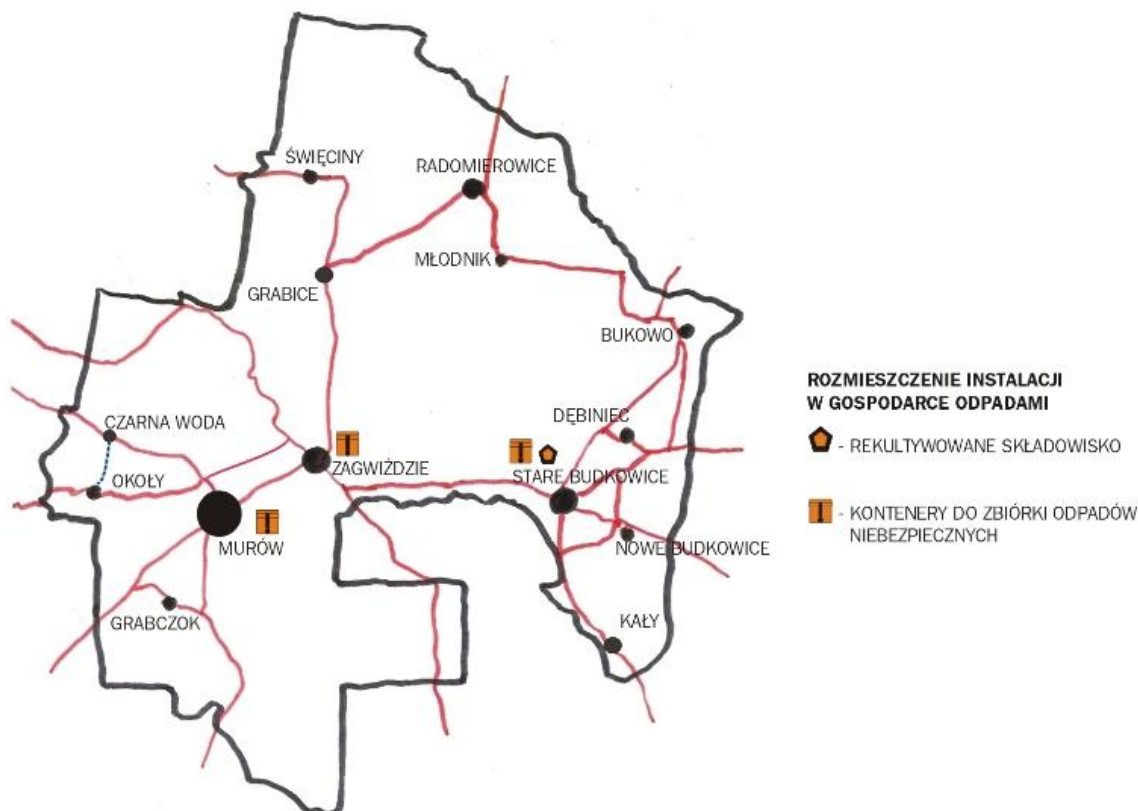 ŚWIĘCINY
RADOMIEROWICE
MŁODNIK
GRABICE
BUKOWO
ROZMIESZCZENIE INSTALACJI
W GOSPODARCE ODPADAMI
- REKULTYWOWANE SKŁADOWISKO
- KONTENERY DO ZBIÓRKI ODPADÓW
NIEBEZPIECZNYCH
DĘBINIEC
CZARNA WODA
ZAGWIŹDZIE
STARE BUDKOWICE
OKOŁY
MURÓW
NOWE BUDKOWICE
GRABCZOK
KAŁY